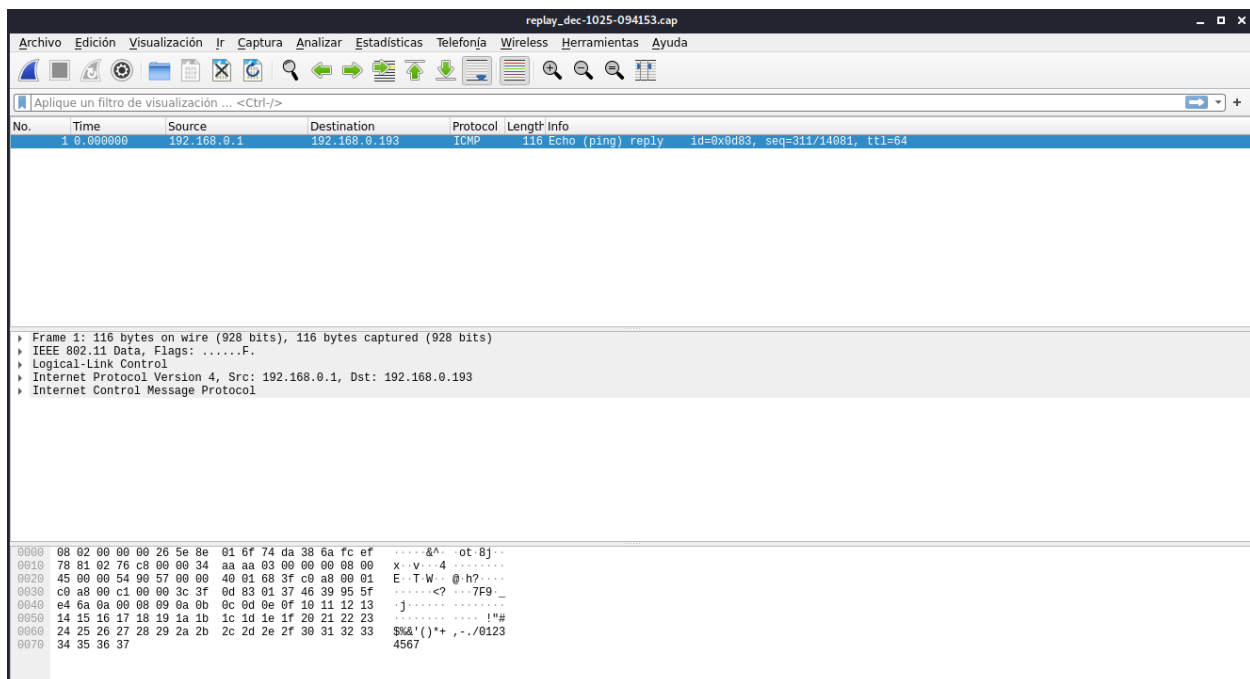 replay_dec-1025-094153.cap
Archivo Edición Visualización Ir Captura Analizar Estadísticas Telefonía Wireless Herramientas Ayuda
Aplique un filtro de visualización ... <Ctrl-/>
No. Time Source Destination Protocol Length Info
1 0.000000 192.168.0.1 192.168.0.193 ICMP 116 Echo (ping) reply id=0x0d83, seq=311/14081, ttl=64
Frame 1: 116 bytes on wire (928 bits), 116 bytes captured (928 bits)
IEEE 802.11 Data, Flags: ......F.
Logical-Link Control
Internet Protocol Version 4, Src: 192.168.0.1, Dst: 192.168.0.193
Internet Control Message Protocol
0000 08 02 00 00 00 26 5e 8e 01 6f 74 da 38 6a fc ef ·····&^· ·ot·8j··
0010 78 81 02 76 c8 00 00 34 aa aa 03 00 00 00 08 00 x··v···4 ········
0020 45 00 00 54 90 57 00 00 40 01 68 3f c0 a8 00 01 E··T·W·· @·h?····
0030 c0 a8 00 c1 00 00 3c 3f 0d 83 01 37 46 39 95 5f ······<? ···7F9·_
0040 e4 6a 0a 00 08 09 0a 0b 0c 0d 0e 0f 10 11 12 13 ·j······ ········
0050 14 15 16 17 18 19 1a 1b 1c 1d 1e 1f 20 21 22 23 ········ ···· !"#
0060 24 25 26 27 28 29 2a 2b 2c 2d 2e 2f 30 31 32 33 $%&'()*+ ,-./0123
0070 34 35 36 37 4567